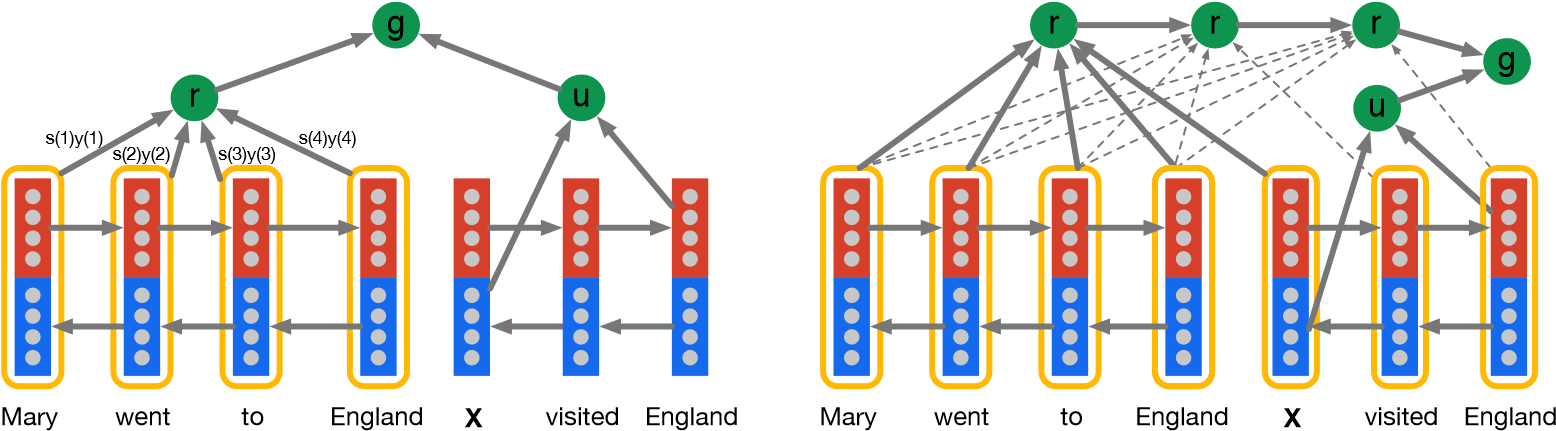 g
r
u
s(1)y(1)
s(2)y(2)
s(3)y(3)
s(4)y(4)
Mary went to England X visited England
r r r
g
u
Mary went to England X visited England